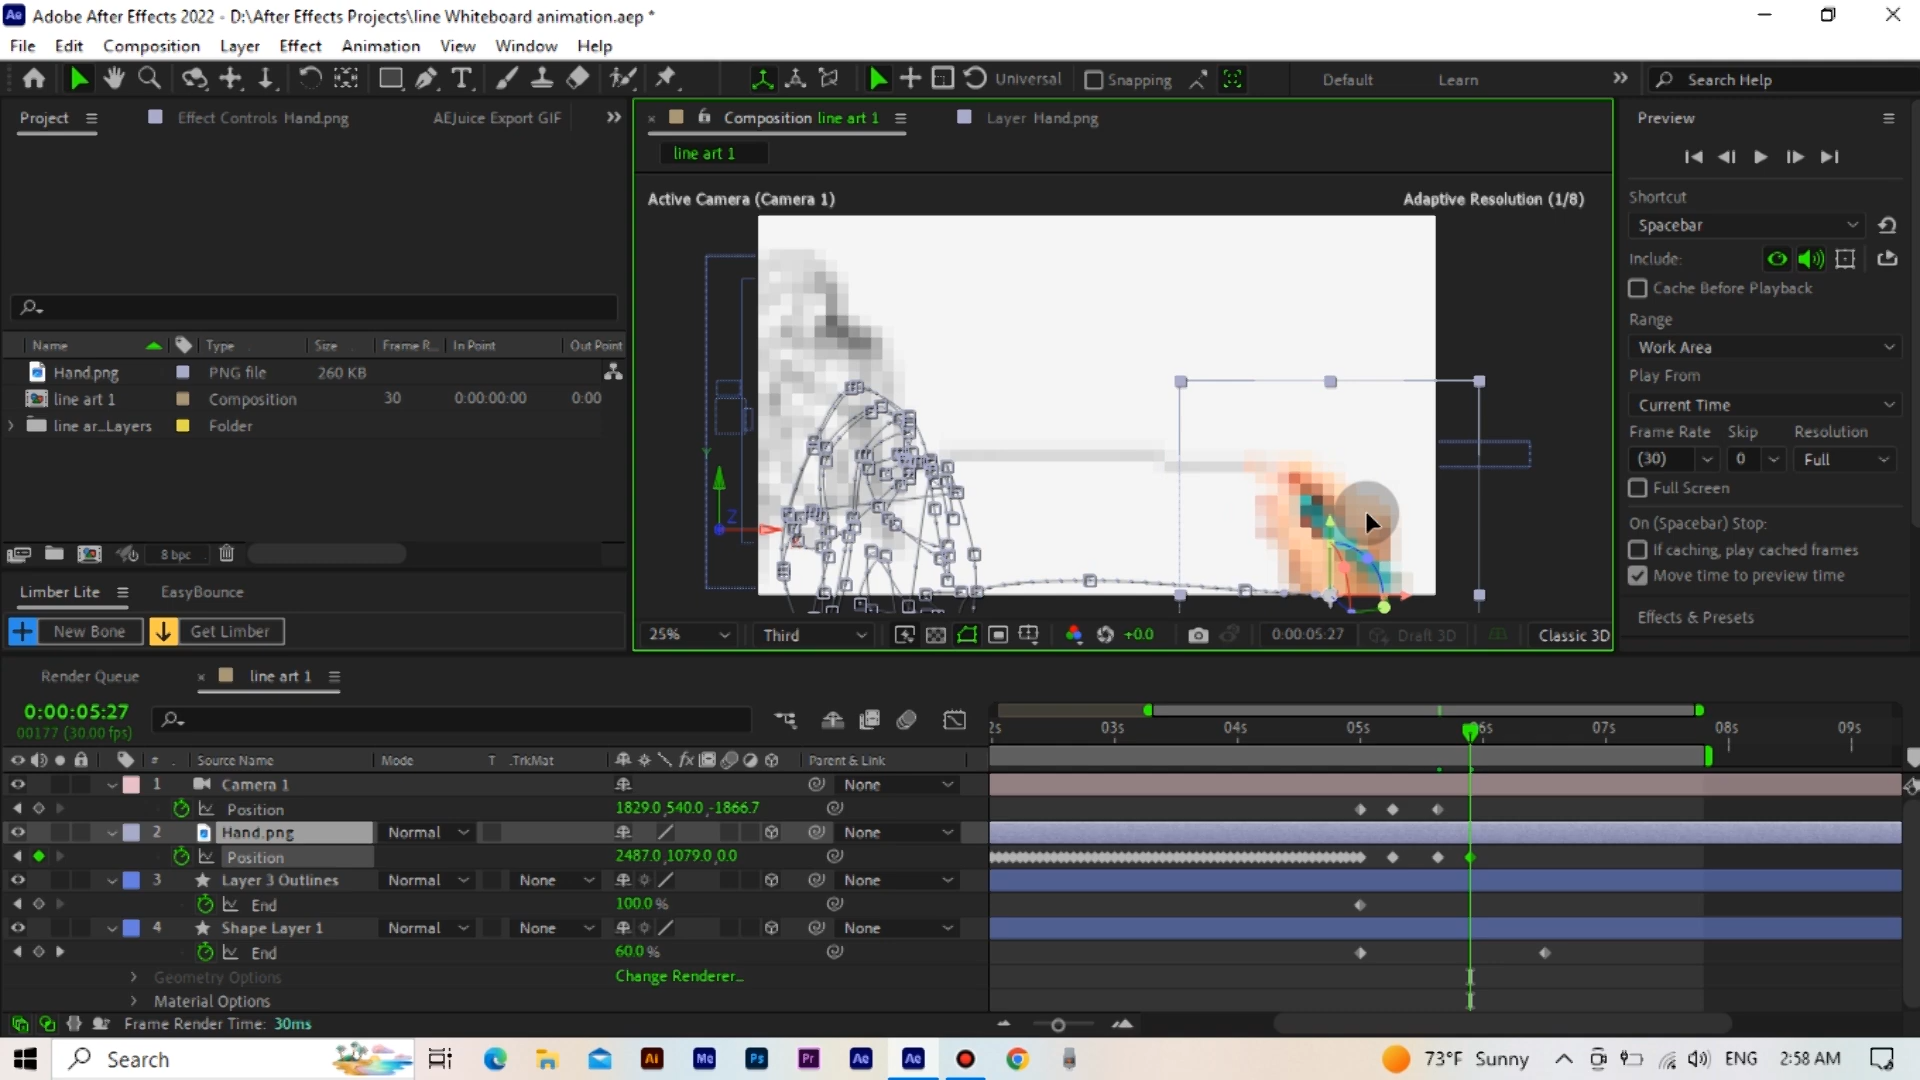 Ae Adobe After Effects 2022 - D:\After Effects Projects\line Whiteboard animation.aep *
File Edit Composition Layer Effect Animation View Window Help
T Universal Snapping Default Learn Search Help
Project Effect Controls Hand.png AEJuice Export GIF
Composition line art 1 Layer Hand.png
Preview
line art 1
Active Camera (Camera 1) Adaptive Resolution (1/8)
Shortcut
Spacebar
Include:
Cache Before Playback
Range
Work Area
Play From
Current Time
Frame Rate Skip Resolution
(30) 0 Full
Full Screen
On (Spacebar) Stop:
If caching, play cached frames
Move time to preview time
Effects & Presets
Name Type Size Frame R... In Point Out Point
Hand.png PNG file 260 KB
line art 1 Composition 30 0:00:00:00 0:00
line ar_Layers Folder
Y
Z
8 bpc
Limber Lite EasyBounce
New Bone Get Limber
25% Third +0.0 0:00:05:27 Draft 3D Classic 3D
Render Queue line art 1
0:00:05:27
00177 (30.00 fps)
03s 04s 05s 07s 08s 09s
# Source Name Mode T .TrkMat fx Parent & Link
1 Camera 1 None
Position 1829.0,540.0,-1866.7
2 Hand.png Normal None
Position 2487.0,1079.0,0.0
3 Layer 3 Outlines Normal None None
End 100.0 %
4 Shape Layer 1 Normal None None
End 60.0 %
Geometry Options Change Renderer...
Material Options
Frame Render Time: 30ms
Search Ai Me Ps Pr Ae Ae 73°F Sunny ENG 2:58 AM